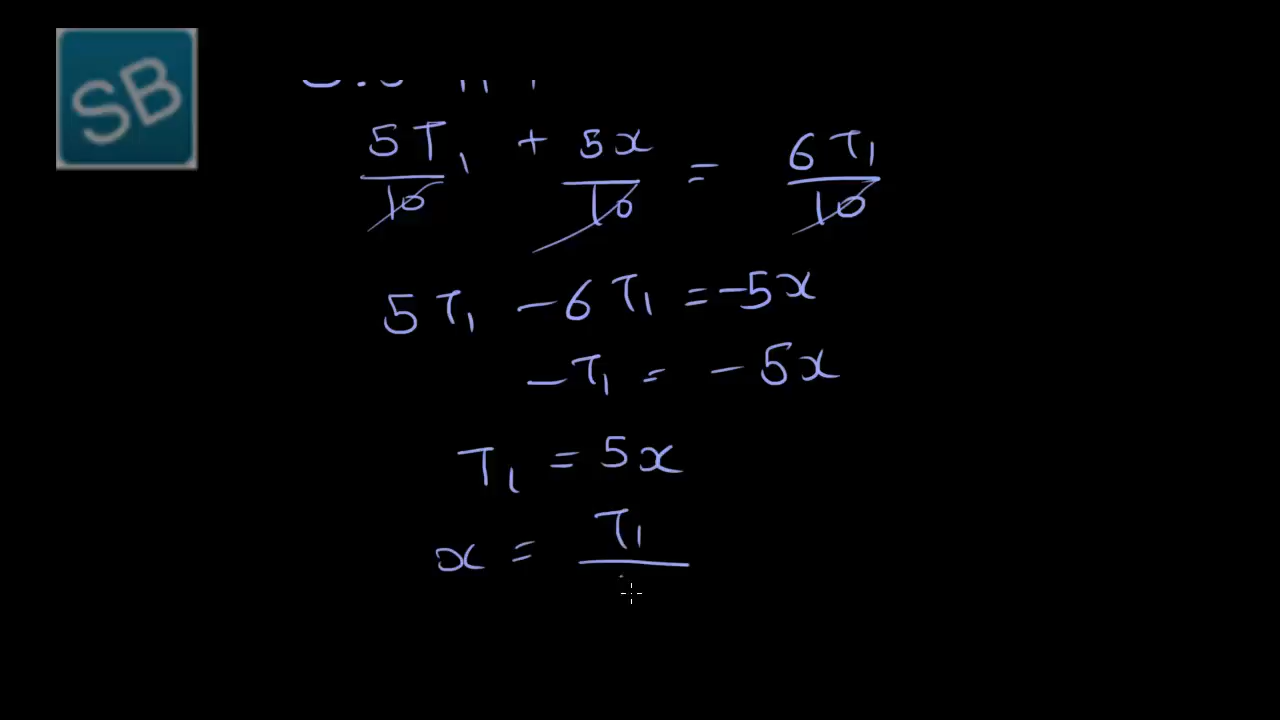 SB
5T₁/10 + 5x/10 = 6T₁/10
5T₁ - 6T₁ = -5x
-T₁ = -5x
T₁ = 5x
x = T₁/